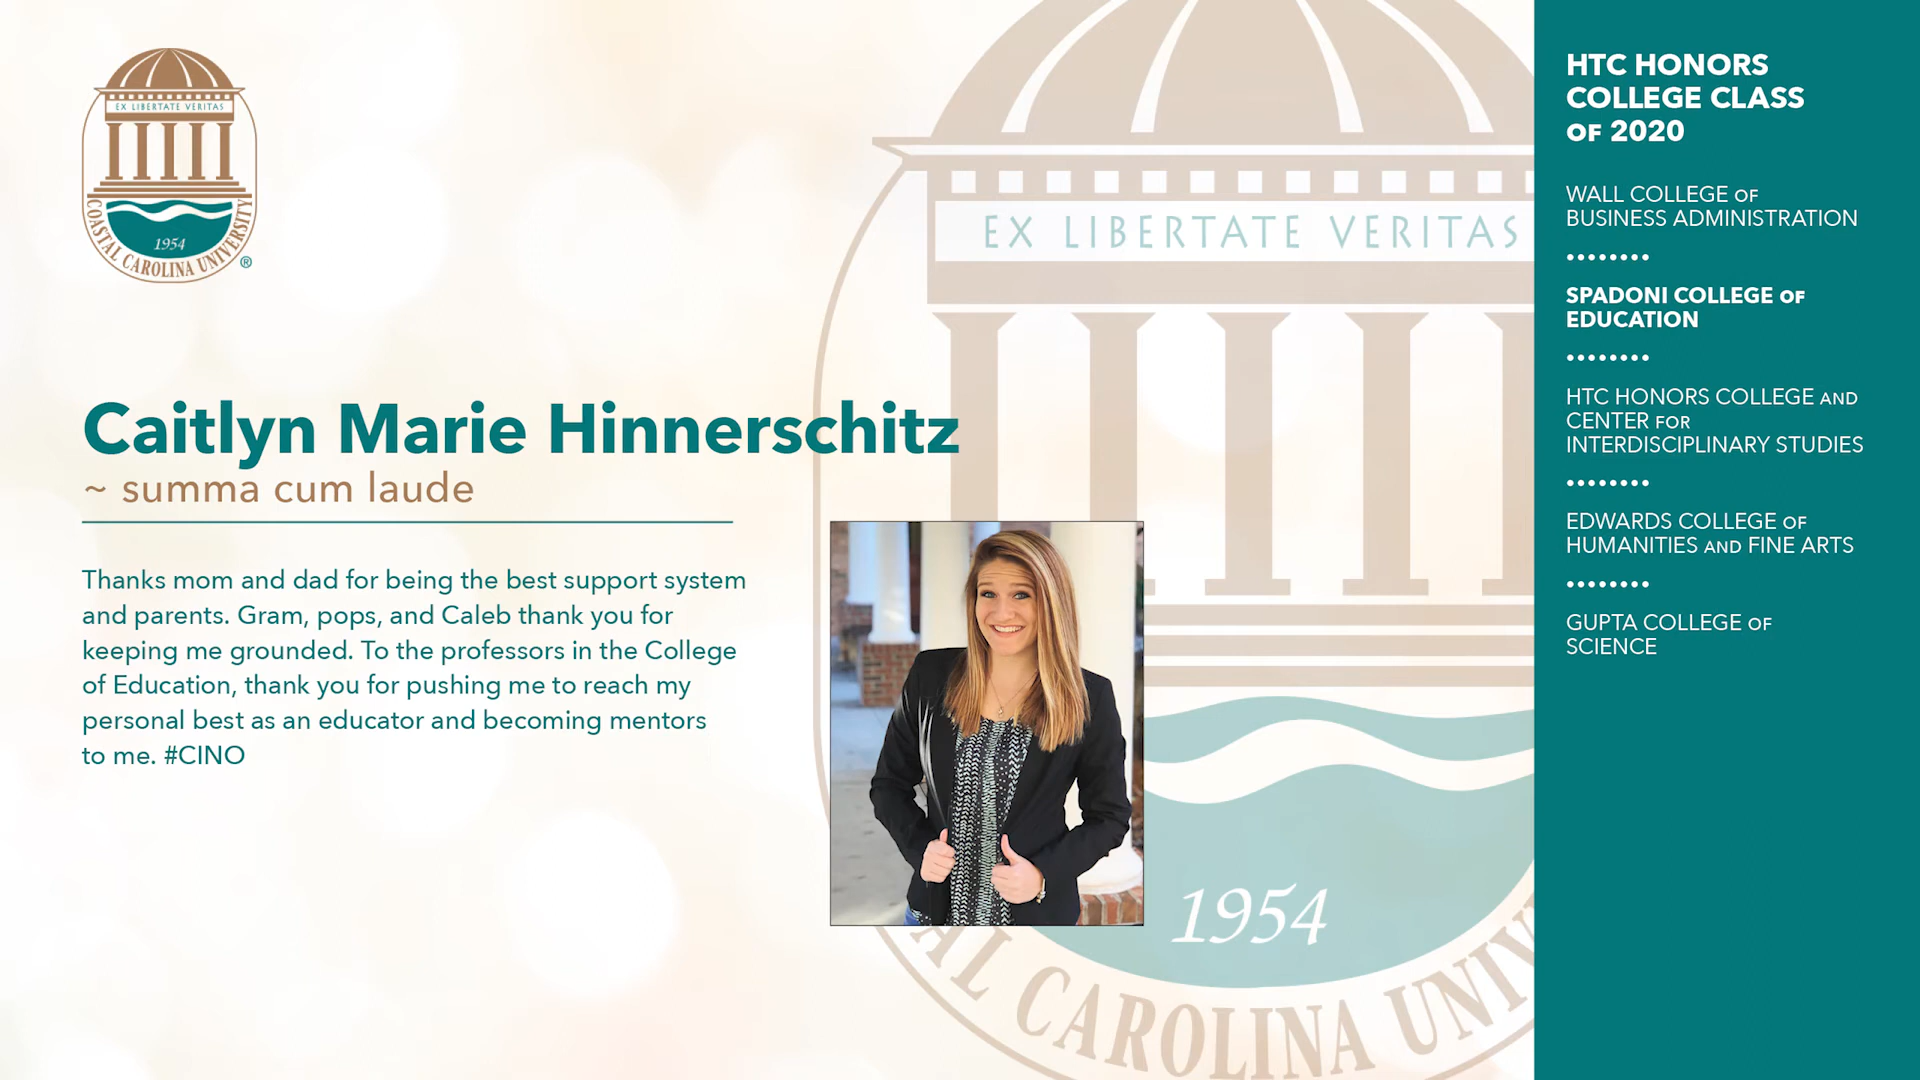 EX LIBERTATE VERITAS
1954
COASTAL CAROLINA UNIVERSITY
®
Caitlyn Marie Hinnerschitz
~ summa cum laude
Thanks mom and dad for being the best support system
and parents. Gram, pops, and Caleb thank you for
keeping me grounded. To the professors in the College
of Education, thank you for pushing me to reach my
personal best as an educator and becoming mentors
to me. #CINO
EX LIBERTATE VERITAS
1954
AL CAROLINA UNIV
HTC HONORS
COLLEGE CLASS
OF 2020
WALL COLLEGE OF
BUSINESS ADMINISTRATION
SPADONI COLLEGE OF
EDUCATION
HTC HONORS COLLEGE AND
CENTER FOR
INTERDISCIPLINARY STUDIES
EDWARDS COLLEGE OF
HUMANITIES AND FINE ARTS
GUPTA COLLEGE OF
SCIENCE